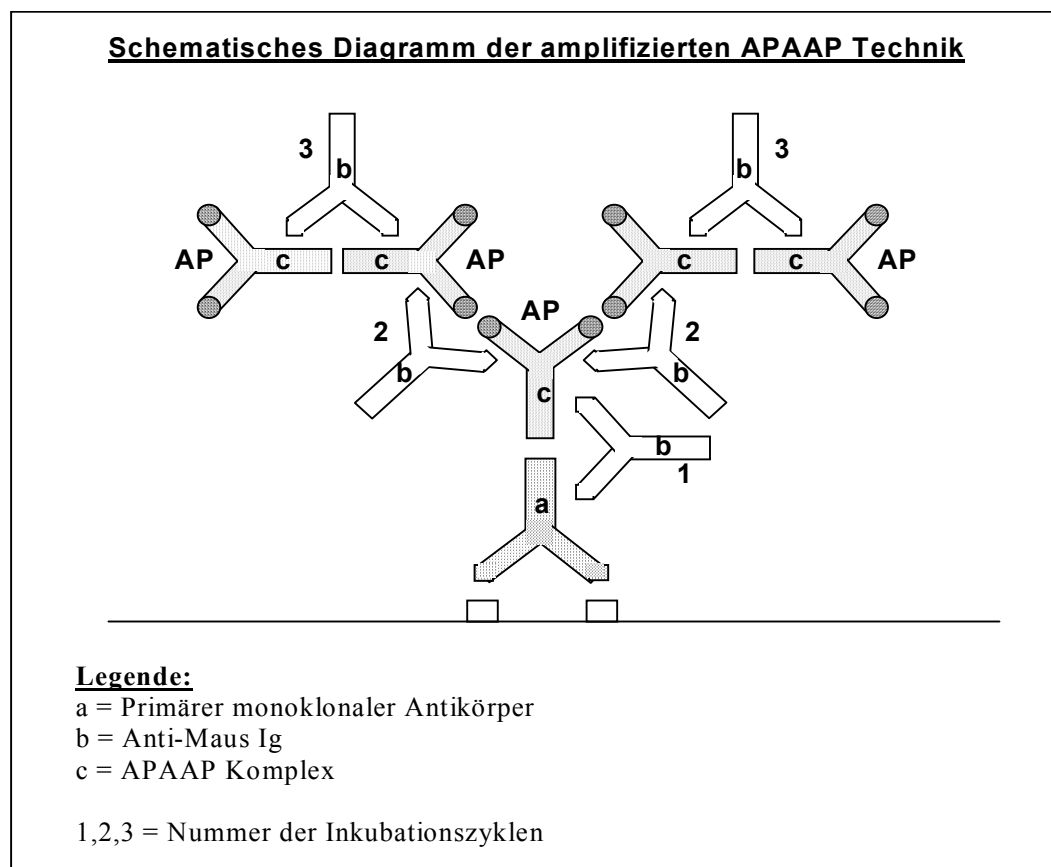 Schematisches Diagramm der amplifizierten APAAP Technik
3 3
b b
AP c c AP c c AP
AP
2 2
b b
c
b
1
a
Legende:
a = Primärer monoklonaler Antikörper
b = Anti-Maus Ig
c = APAAP Komplex
1,2,3 = Nummer der Inkubationszyklen